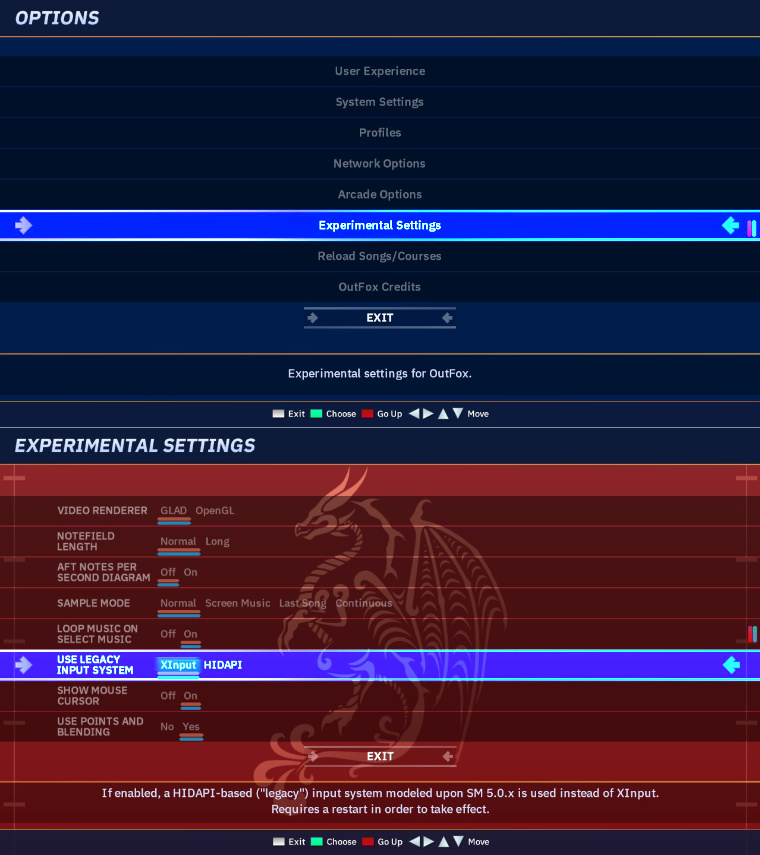 OPTIONS
User Experience
System Settings
Profiles
Network Options
Arcade Options
Experimental Settings
Reload Songs/Courses
OutFox Credits
EXIT
Experimental settings for OutFox.
Exit Choose Go Up Move
EXPERIMENTAL SETTINGS
VIDEO RENDERER GLAD OpenGL
NOTEFIELD
LENGTH
Normal Long
AFT NOTES PER
SECOND DIAGRAM
Off On
SAMPLE MODE Normal Screen Music Last Song Continuous
LOOP MUSIC ON
SELECT MUSIC
Off On
USE LEGACY
INPUT SYSTEM
XInput HIDAPI
SHOW MOUSE
CURSOR
Off On
USE POINTS AND
BLENDING
No Yes
EXIT
If enabled, a HIDAPI-based ("legacy") input system modeled upon SM 5.0.x is used instead of XInput.
Requires a restart in order to take effect.
Exit Choose Go Up Move